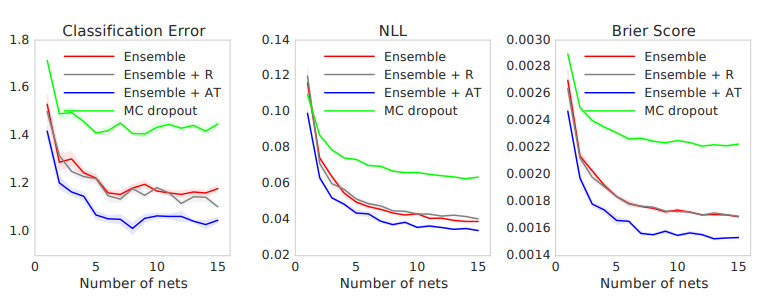 Classification Error
1.8
1.6
1.4
1.2
1.0
0 5 10 15
Number of nets
Ensemble
Ensemble + R
Ensemble + AT
MC dropout
NLL
0.14
0.12
0.10
0.08
0.06
0.04
0.02
0 5 10 15
Number of nets
Ensemble
Ensemble + R
Ensemble + AT
MC dropout
Brier Score
0.0030
0.0028
0.0026
0.0024
0.0022
0.0020
0.0018
0.0016
0.0014
0 5 10 15
Number of nets
Ensemble
Ensemble + R
Ensemble + AT
MC dropout